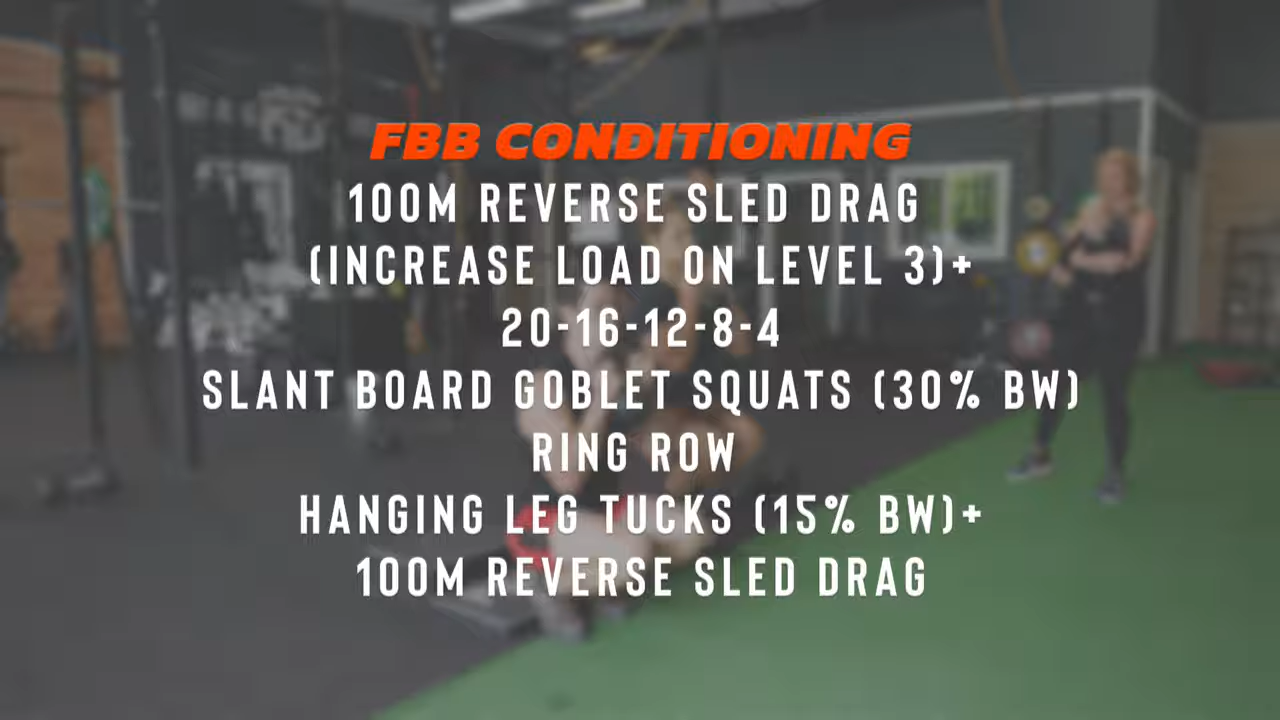 FBB CONDITIONING
100M REVERSE SLED DRAG
(INCREASE LOAD ON LEVEL 3)+
20-16-12-8-4
SLANT BOARD GOBLET SQUATS (30% BW)
RING ROW
HANGING LEG TUCKS (15% BW)+
100M REVERSE SLED DRAG